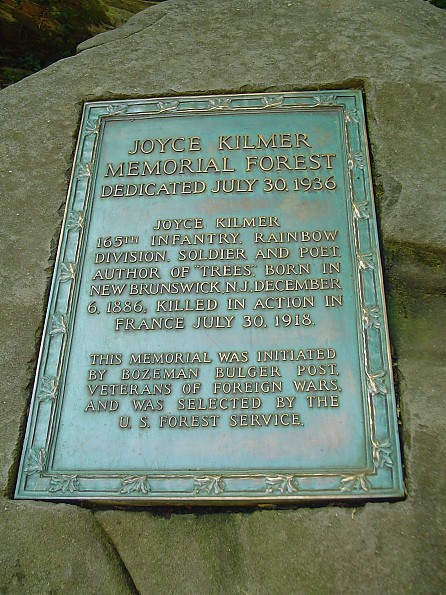 JOYCE KILMER
MEMORIAL FOREST
DEDICATED JULY 30, 1936
JOYCE KILMER
165TH INFANTRY, RAINBOW
DIVISION, SOLDIER AND POET
AUTHOR OF "TREES," BORN IN
NEW BRUNSWICK, N.J., DECEMBER
6, 1886, KILLED IN ACTION IN
FRANCE JULY 30, 1918.
THIS MEMORIAL WAS INITIATED
BY BOZEMAN BULGER POST,
VETERANS OF FOREIGN WARS,
AND WAS SELECTED BY THE
U. S. FOREST SERVICE.